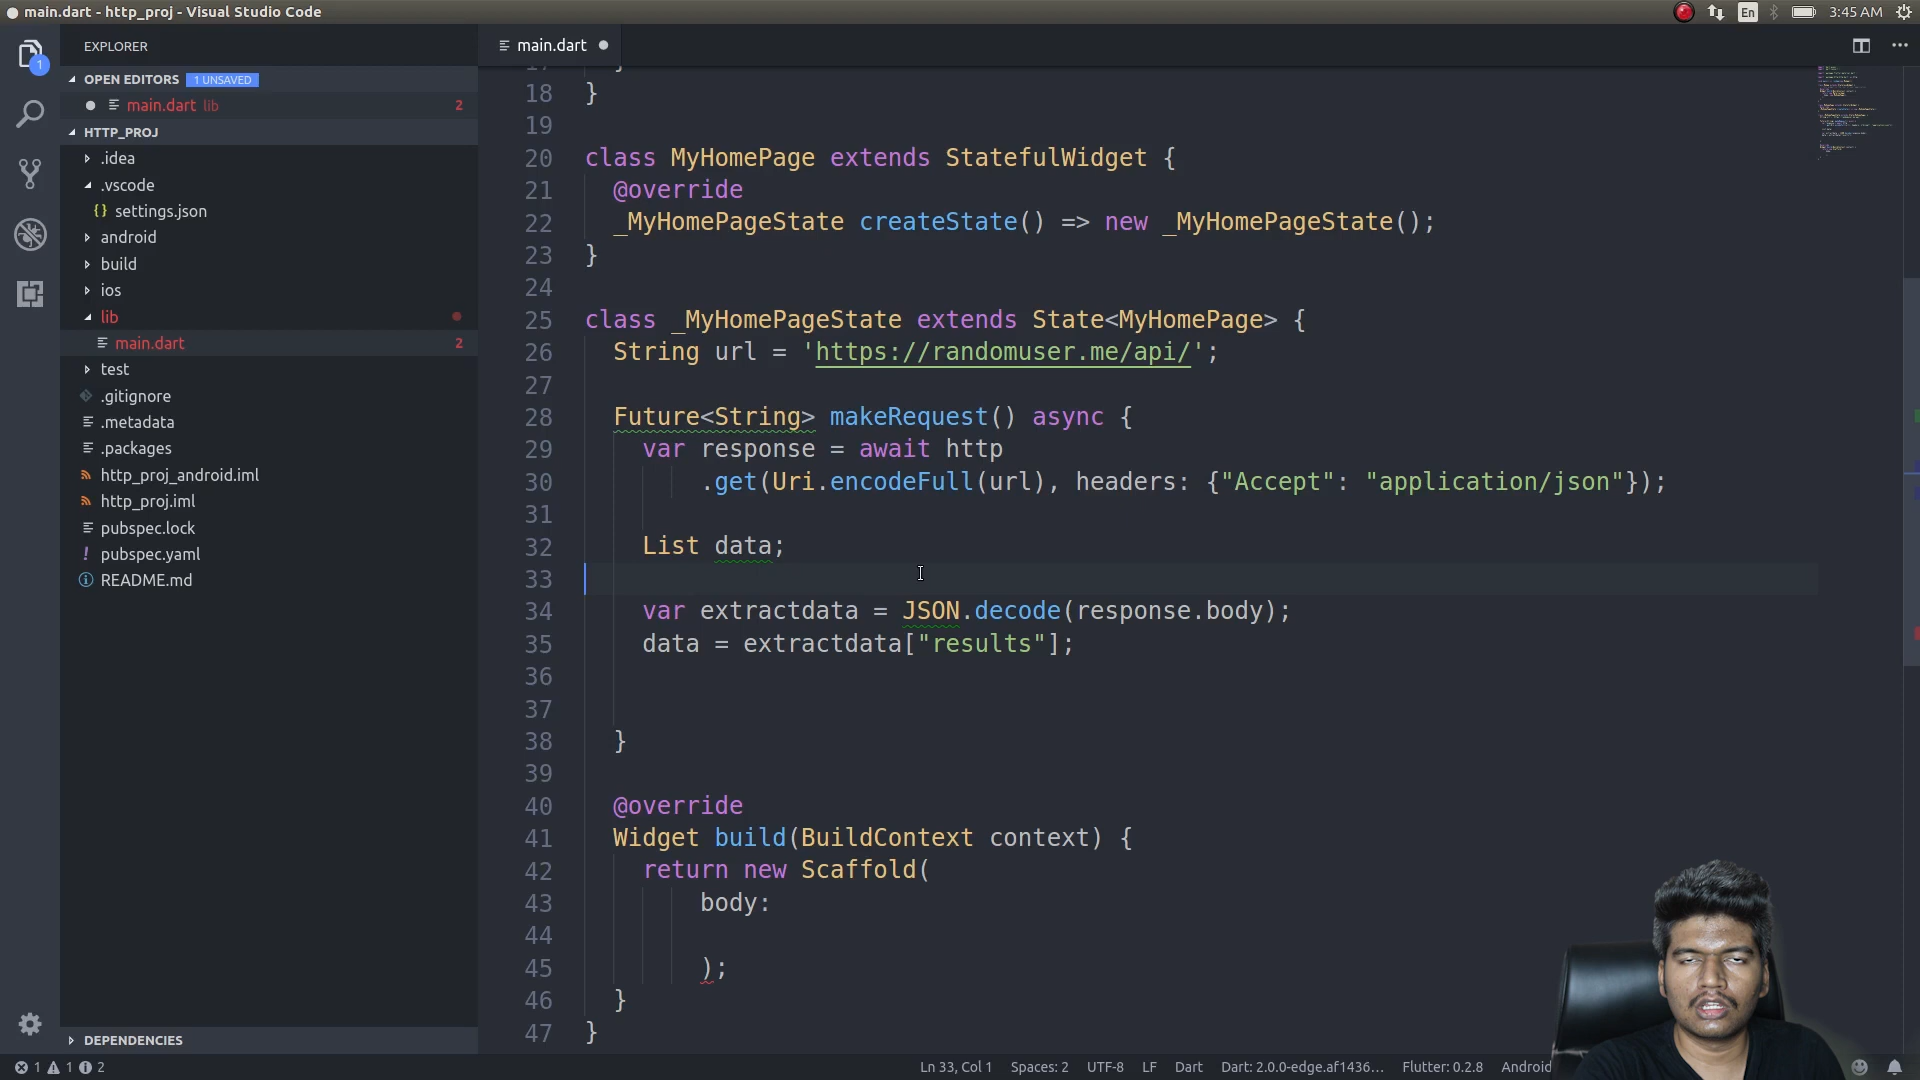 main.dart - http_proj - Visual Studio Code
En
3:45 AM
EXPLORER
main.dart
OPEN EDITORS 1 UNSAVED
main.dart lib 2
HTTP_PROJ
.idea
.vscode
{} settings.json
android
build
ios
lib
main.dart 2
test
.gitignore
.metadata
.packages
http_proj_android.iml
http_proj.iml
pubspec.lock
! pubspec.yaml
README.md
DEPENDENCIES
1
18 }
19
20 class MyHomePage extends StatefulWidget {
21 @override
22 _MyHomePageState createState() => new _MyHomePageState();
23 }
24
25 class _MyHomePageState extends State<MyHomePage> {
26 String url = 'https://randomuser.me/api/';
27
28 Future<String> makeRequest() async {
29 var response = await http
30 .get(Uri.encodeFull(url), headers: {"Accept": "application/json"});
31
32 List data;
33
34 var extractdata = JSON.decode(response.body);
35 data = extractdata["results"];
36
37
38 }
39
40 @override
41 Widget build(BuildContext context) {
42 return new Scaffold(
43 body:
44
45 );
46 }
47 }
1 1 2
Ln 33, Col 1 Spaces: 2 UTF-8 LF Dart Dart: 2.0.0-edge.af1436... Flutter: 0.2.8 Android